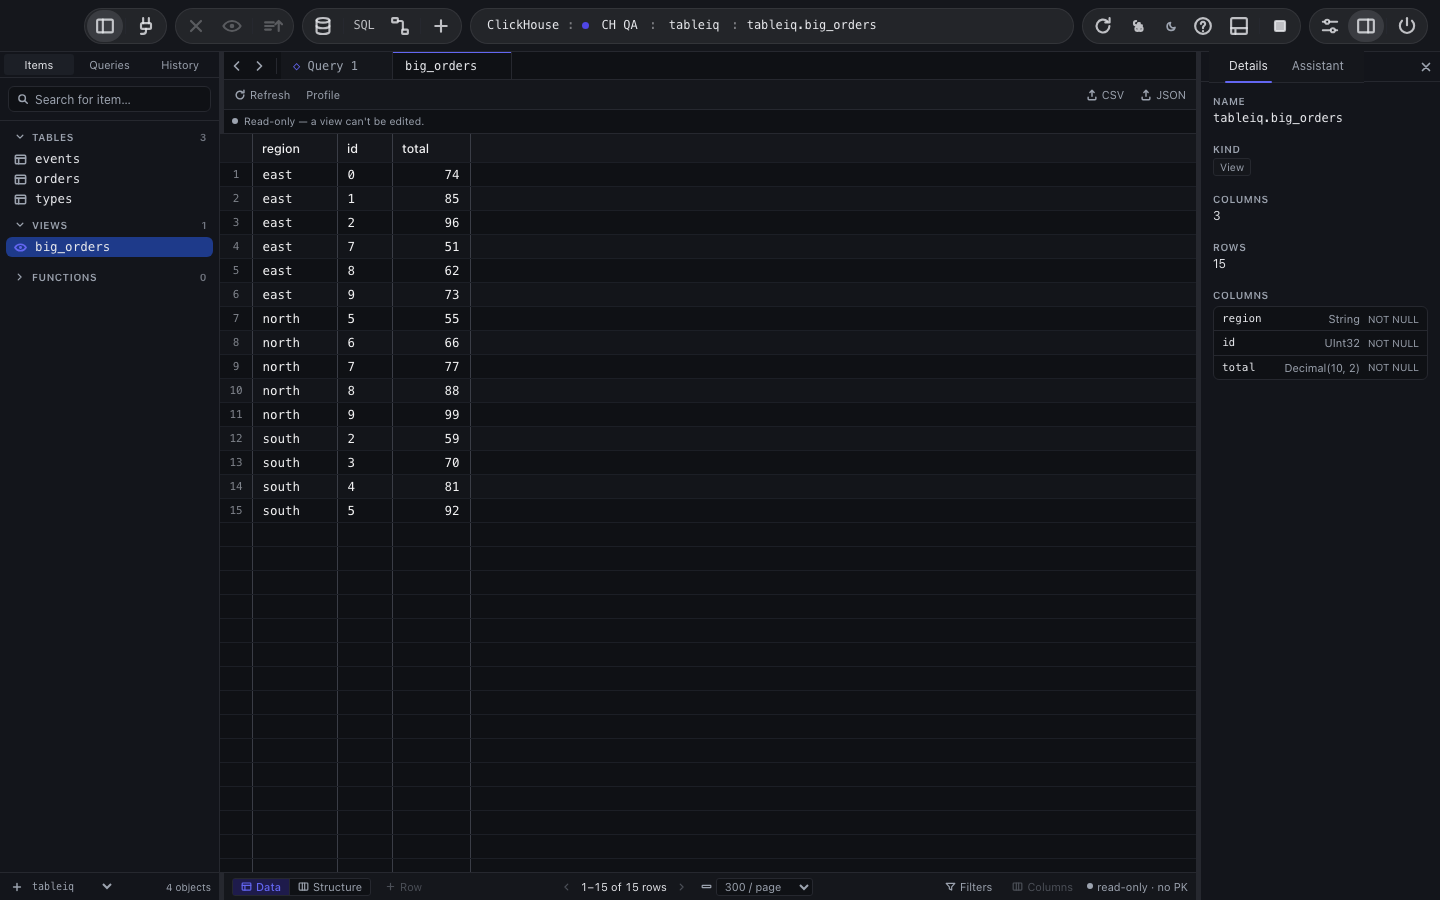 SQL
ClickHouse : CH QA : tableiq : tableiq.big_orders
Items Queries History
Search for item...
TABLES 3
events
orders
types
VIEWS 1
big_orders
FUNCTIONS 0
tableiq 4 objects
Query 1 big_orders
Refresh Profile CSV JSON
Read-only — a view can't be edited.
region id total
1 east 0 74
2 east 1 85
3 east 2 96
4 east 7 51
5 east 8 62
6 east 9 73
7 north 5 55
8 north 6 66
9 north 7 77
10 north 8 88
11 north 9 99
12 south 2 59
13 south 3 70
14 south 4 81
15 south 5 92
Data Structure + Row 1–15 of 15 rows 300 / page Filters Columns read-only · no PK
Details Assistant
NAME
tableiq.big_orders
KIND
View
COLUMNS
3
ROWS
15
COLUMNS
region String NOT NULL
id UInt32 NOT NULL
total Decimal(10, 2) NOT NULL